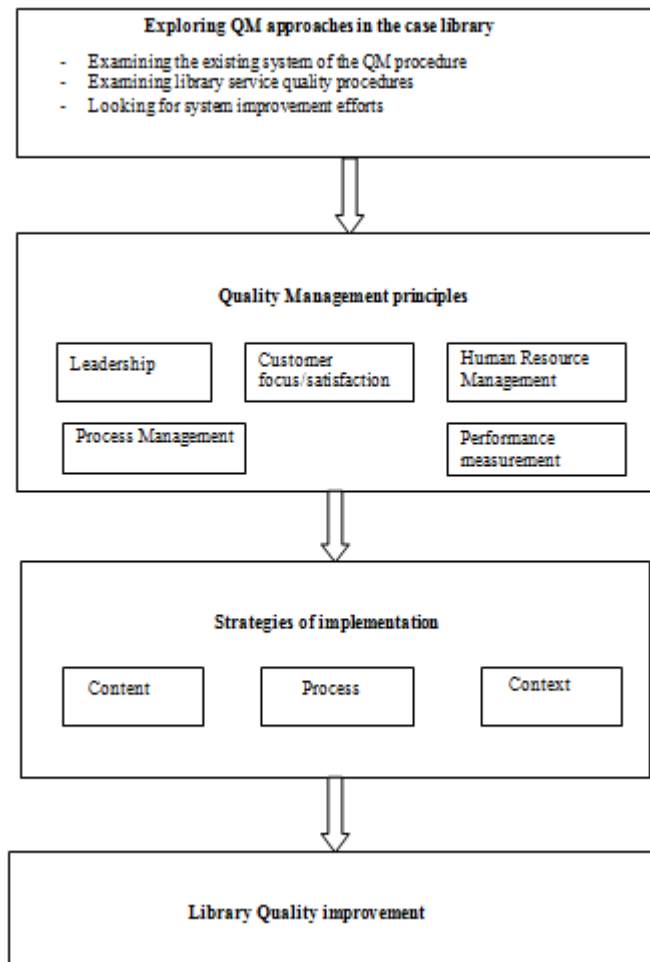 Exploring QM approaches in the case library
- Examining the existing system of the QM procedure
- Examining library service quality procedures
- Looking for system improvement efforts
Quality Management principles
Leadership
Customer
focus/satisfaction
Human Resource
Management
Process Management
Performance
measurement
Strategies of implementation
Content
Process
Context
Library Quality improvement